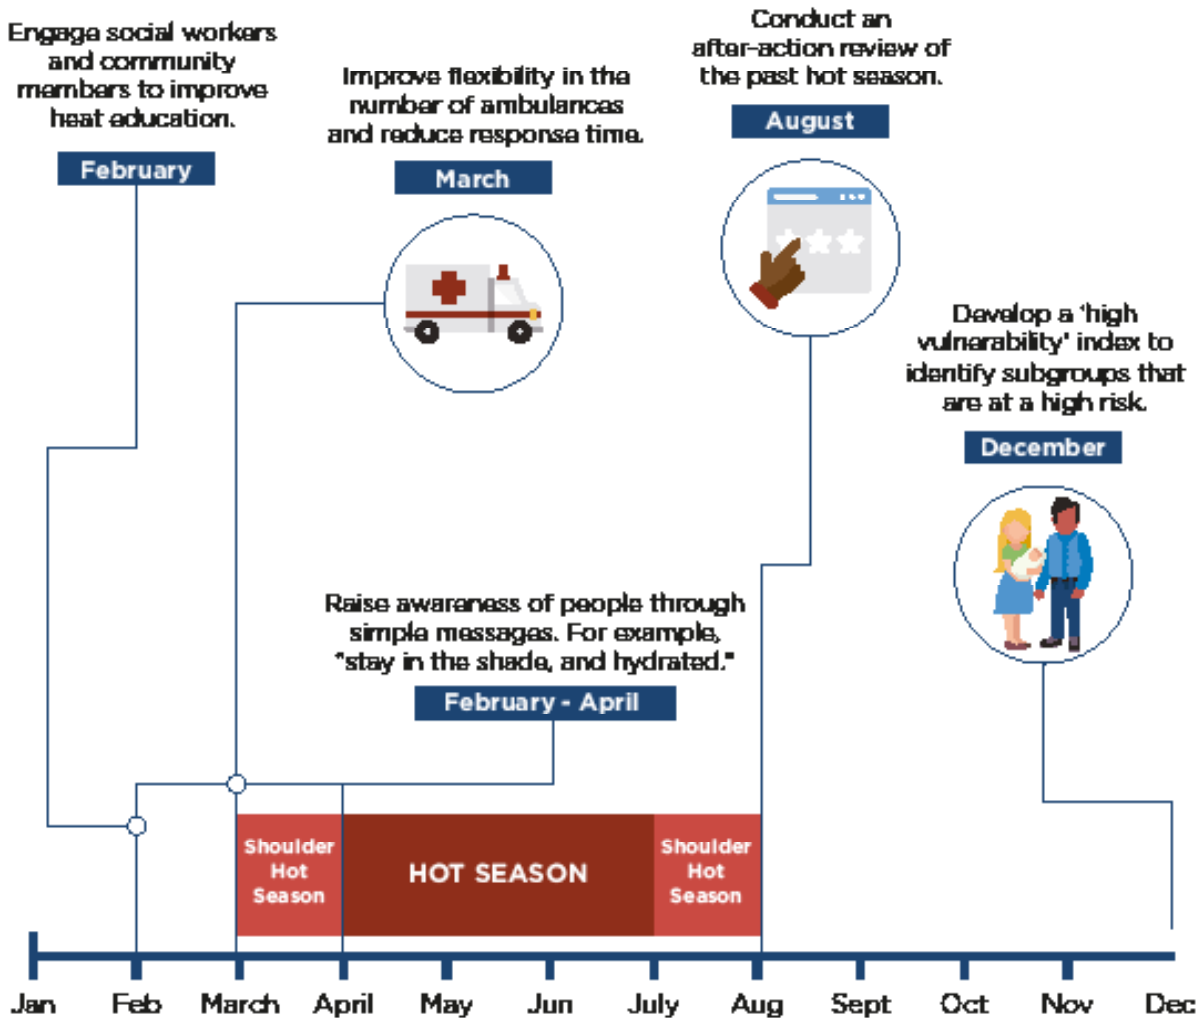 Engage social workers
and community
members to improve
heat education.
February
Improve flexibility in the
number of ambulances
and reduce response time.
March
Conduct an
after-action review of
the past hot season.
August
Develop a 'high
vulnerability' index to
identify subgroups that
are at a high risk.
December
Raise awareness of people through
simple messages. For example,
"stay in the shade, and hydrated."
February - April
Shoulder
Hot
Season
HOT SEASON
Shoulder
Hot
Season
Jan Feb March April May Jun July Aug Sept Oct Nov Dec